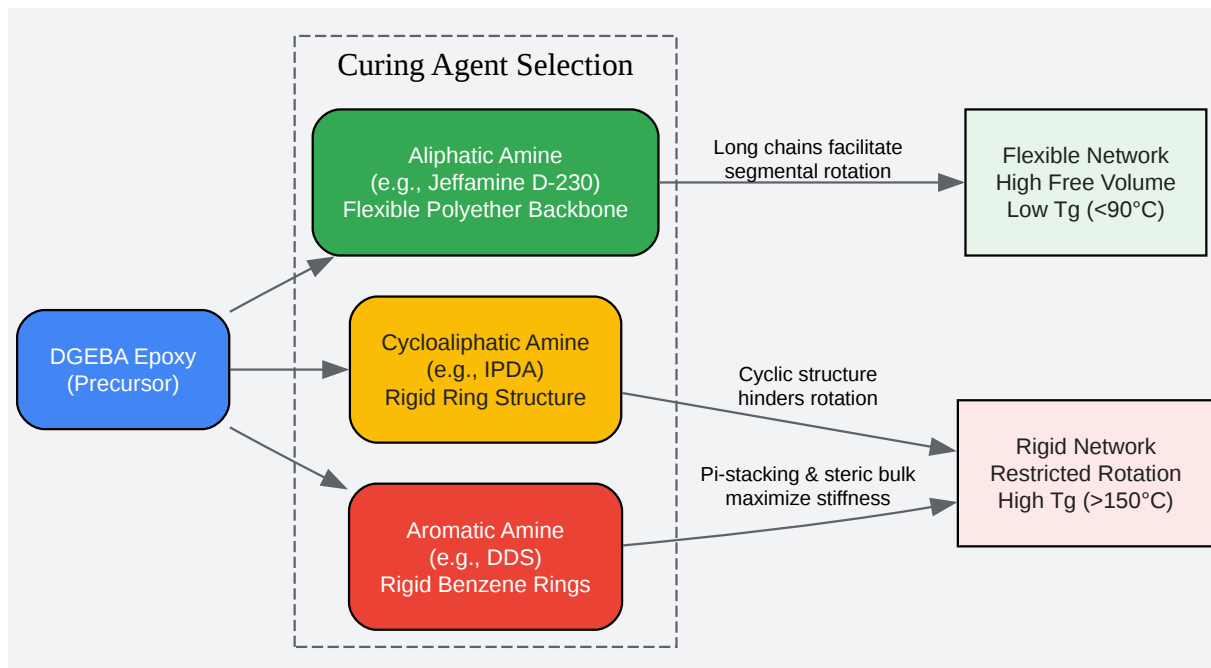 Curing Agent Selection
DGEBA Epoxy
(Precursor)
Aliphatic Amine
(e.g., Jeffamine D-230)
Flexible Polyether Backbone
Long chains facilitate
segmental rotation
Flexible Network
High Free Volume
Low Tg (<90°C)
Cycloaliphatic Amine
(e.g., IPDA)
Rigid Ring Structure
Cyclic structure
hinders rotation
Aromatic Amine
(e.g., DDS)
Rigid Benzene Rings
Pi-stacking & steric bulk
maximize stiffness
Rigid Network
Restricted Rotation
High Tg (>150°C)